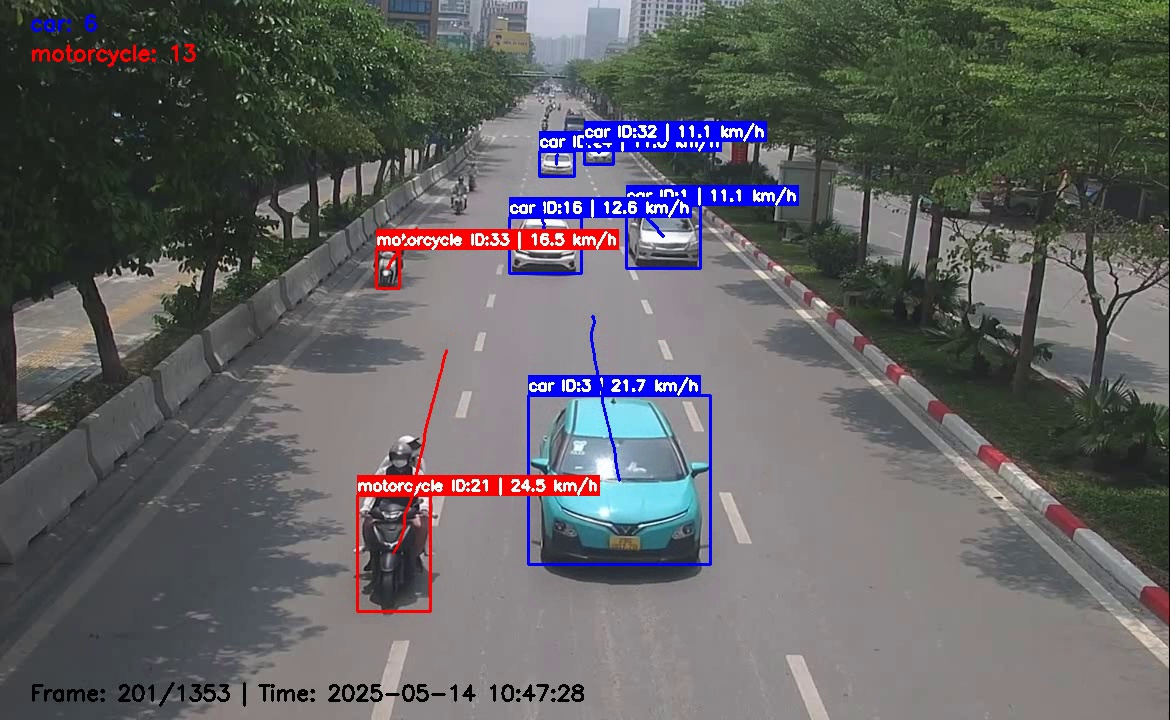 car: 6
motorcycle: 13
car ID:32 | 11.1 km/h
car ID:1 | 11.1 km/h
car ID:16 | 12.6 km/h
motorcycle ID:33 | 16.5 km/h
car ID:3 | 21.7 km/h
motorcycle ID:21 | 24.5 km/h
Frame: 201/1353 | Time: 2025-05-14 10:47:28